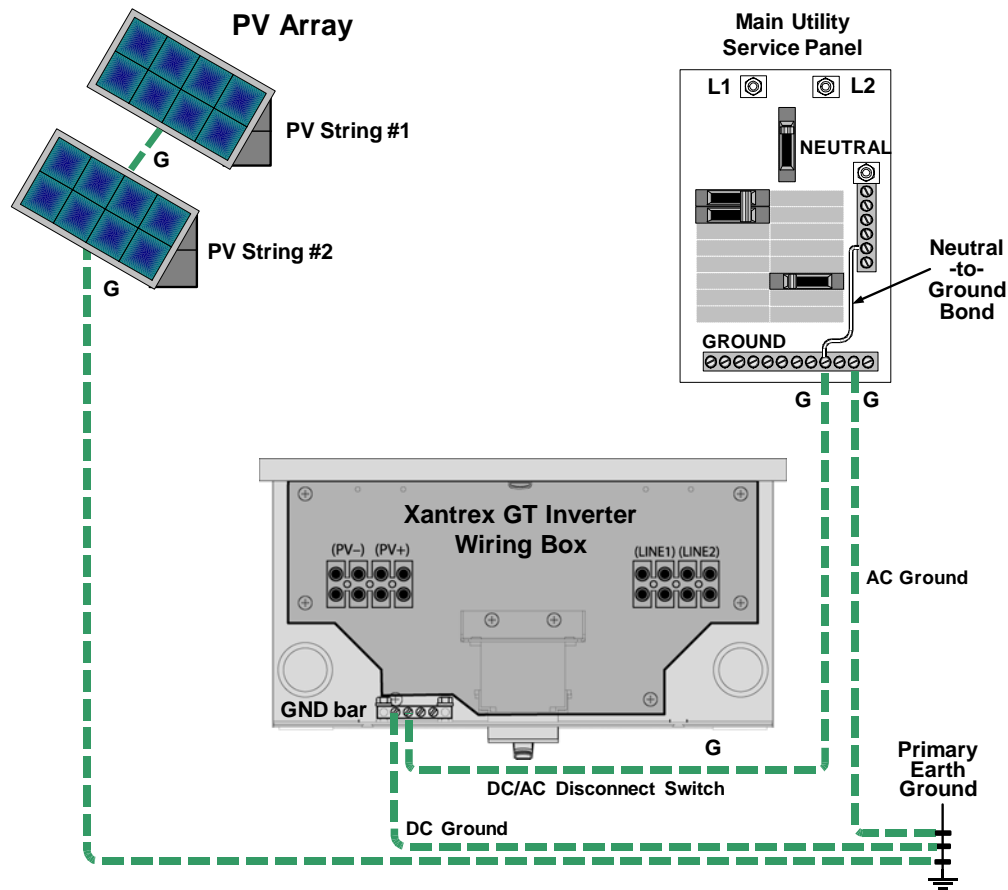 PV Array
Main Utility
Service Panel
L1
L2
PV String #1
NEUTRAL
G
PV String #2
Neutral
-to-
Ground
Bond
G
GROUND
G
G
Xantrex GT Inverter
Wiring Box
(PV–) (PV+)
(LINE1) (LINE2)
AC Ground
GND bar
G
Primary
Earth
Ground
DC/AC Disconnect Switch
DC Ground